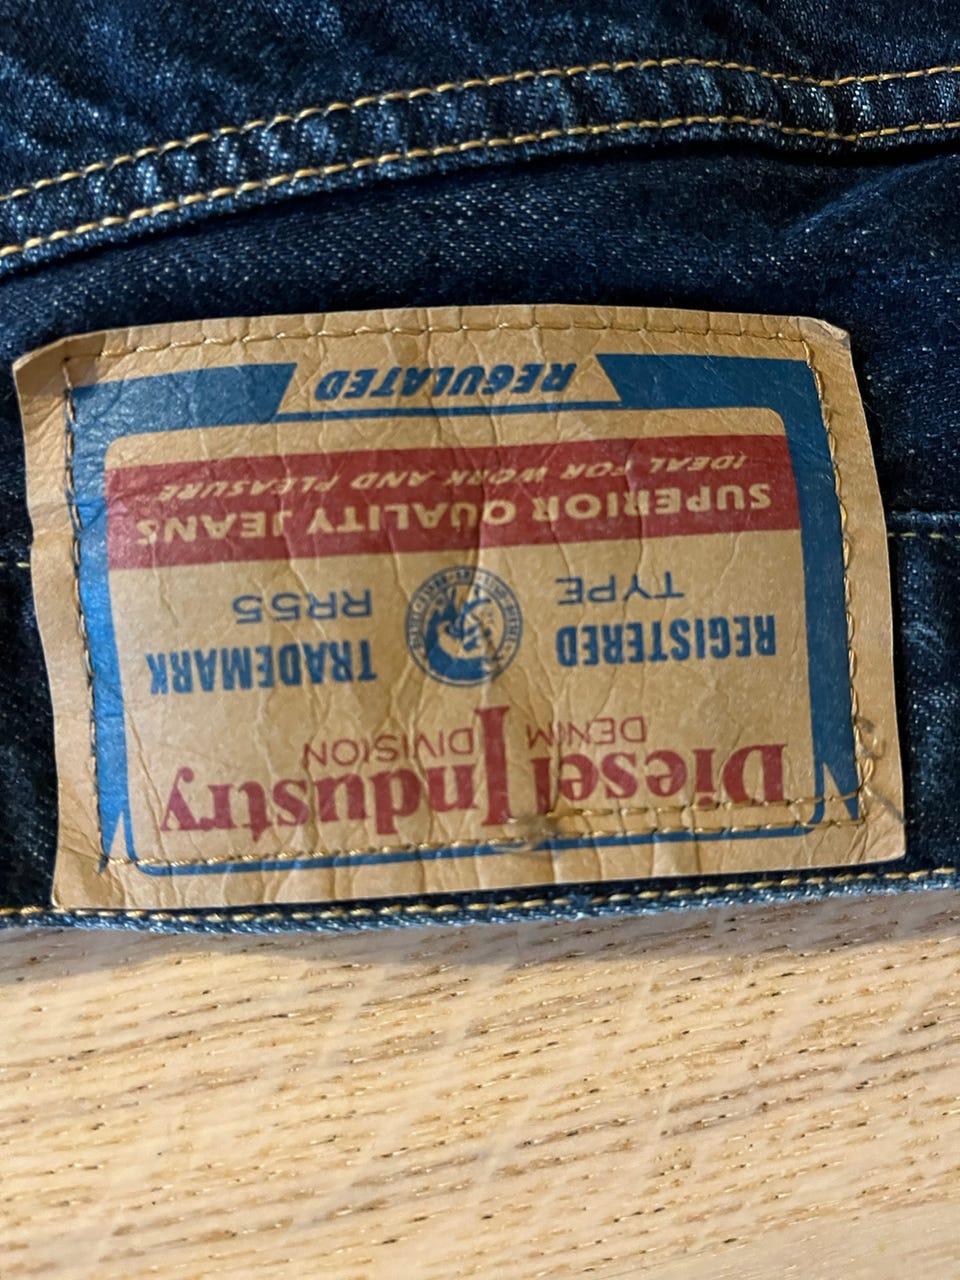 Diesel Industry
DENIM DIVISION
REGISTERED TRADEMARK
TYPE RR55
SUPERIOR QUALITY JEANS
IDEAL FOR WORK AND PLEASURE
REGULATED